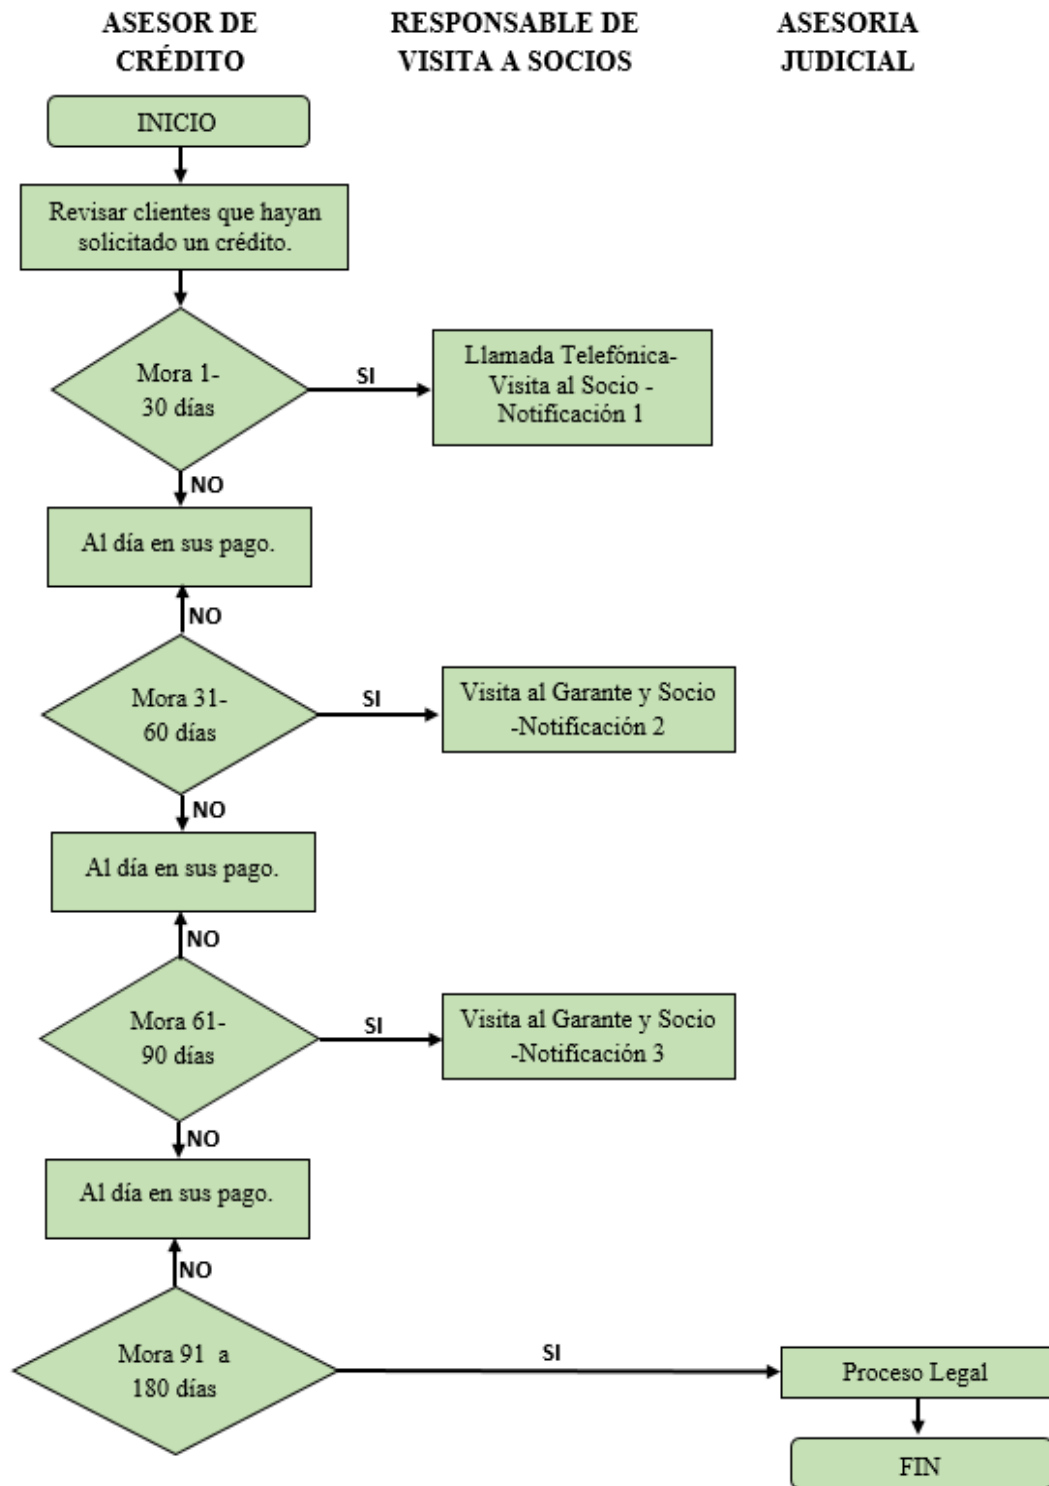 ASESOR DE
CRÉDITO
RESPONSABLE DE
VISITA A SOCIOS
ASESORIA
JUDICIAL
INICIO
Revisar clientes que hayan
solicitado un crédito.
Mora 1-
30 días
SI
Llamada Telefónica-
Visita al Socio -
Notificación 1
NO
Al día en sus pago.
NO
Mora 31-
60 días
SI
Visita al Garante y Socio
-Notificación 2
NO
Al día en sus pago.
NO
Mora 61-
90 días
SI
Visita al Garante y Socio
-Notificación 3
NO
Al día en sus pago.
NO
Mora 91 a
180 días
SI
Proceso Legal
FIN